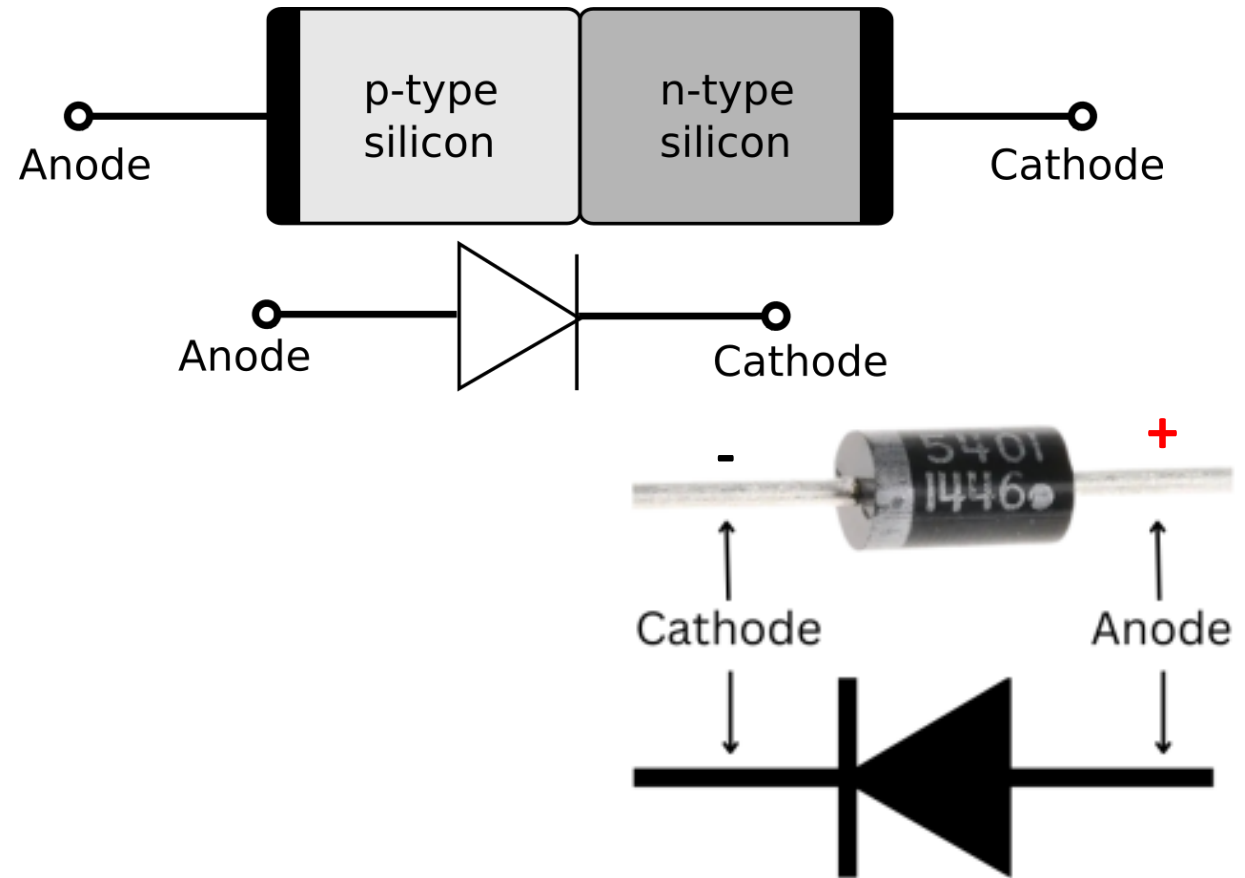 p-type
silicon
n-type
silicon
Anode
Cathode
Anode
Cathode
- +
5401
1446
Cathode
Anode